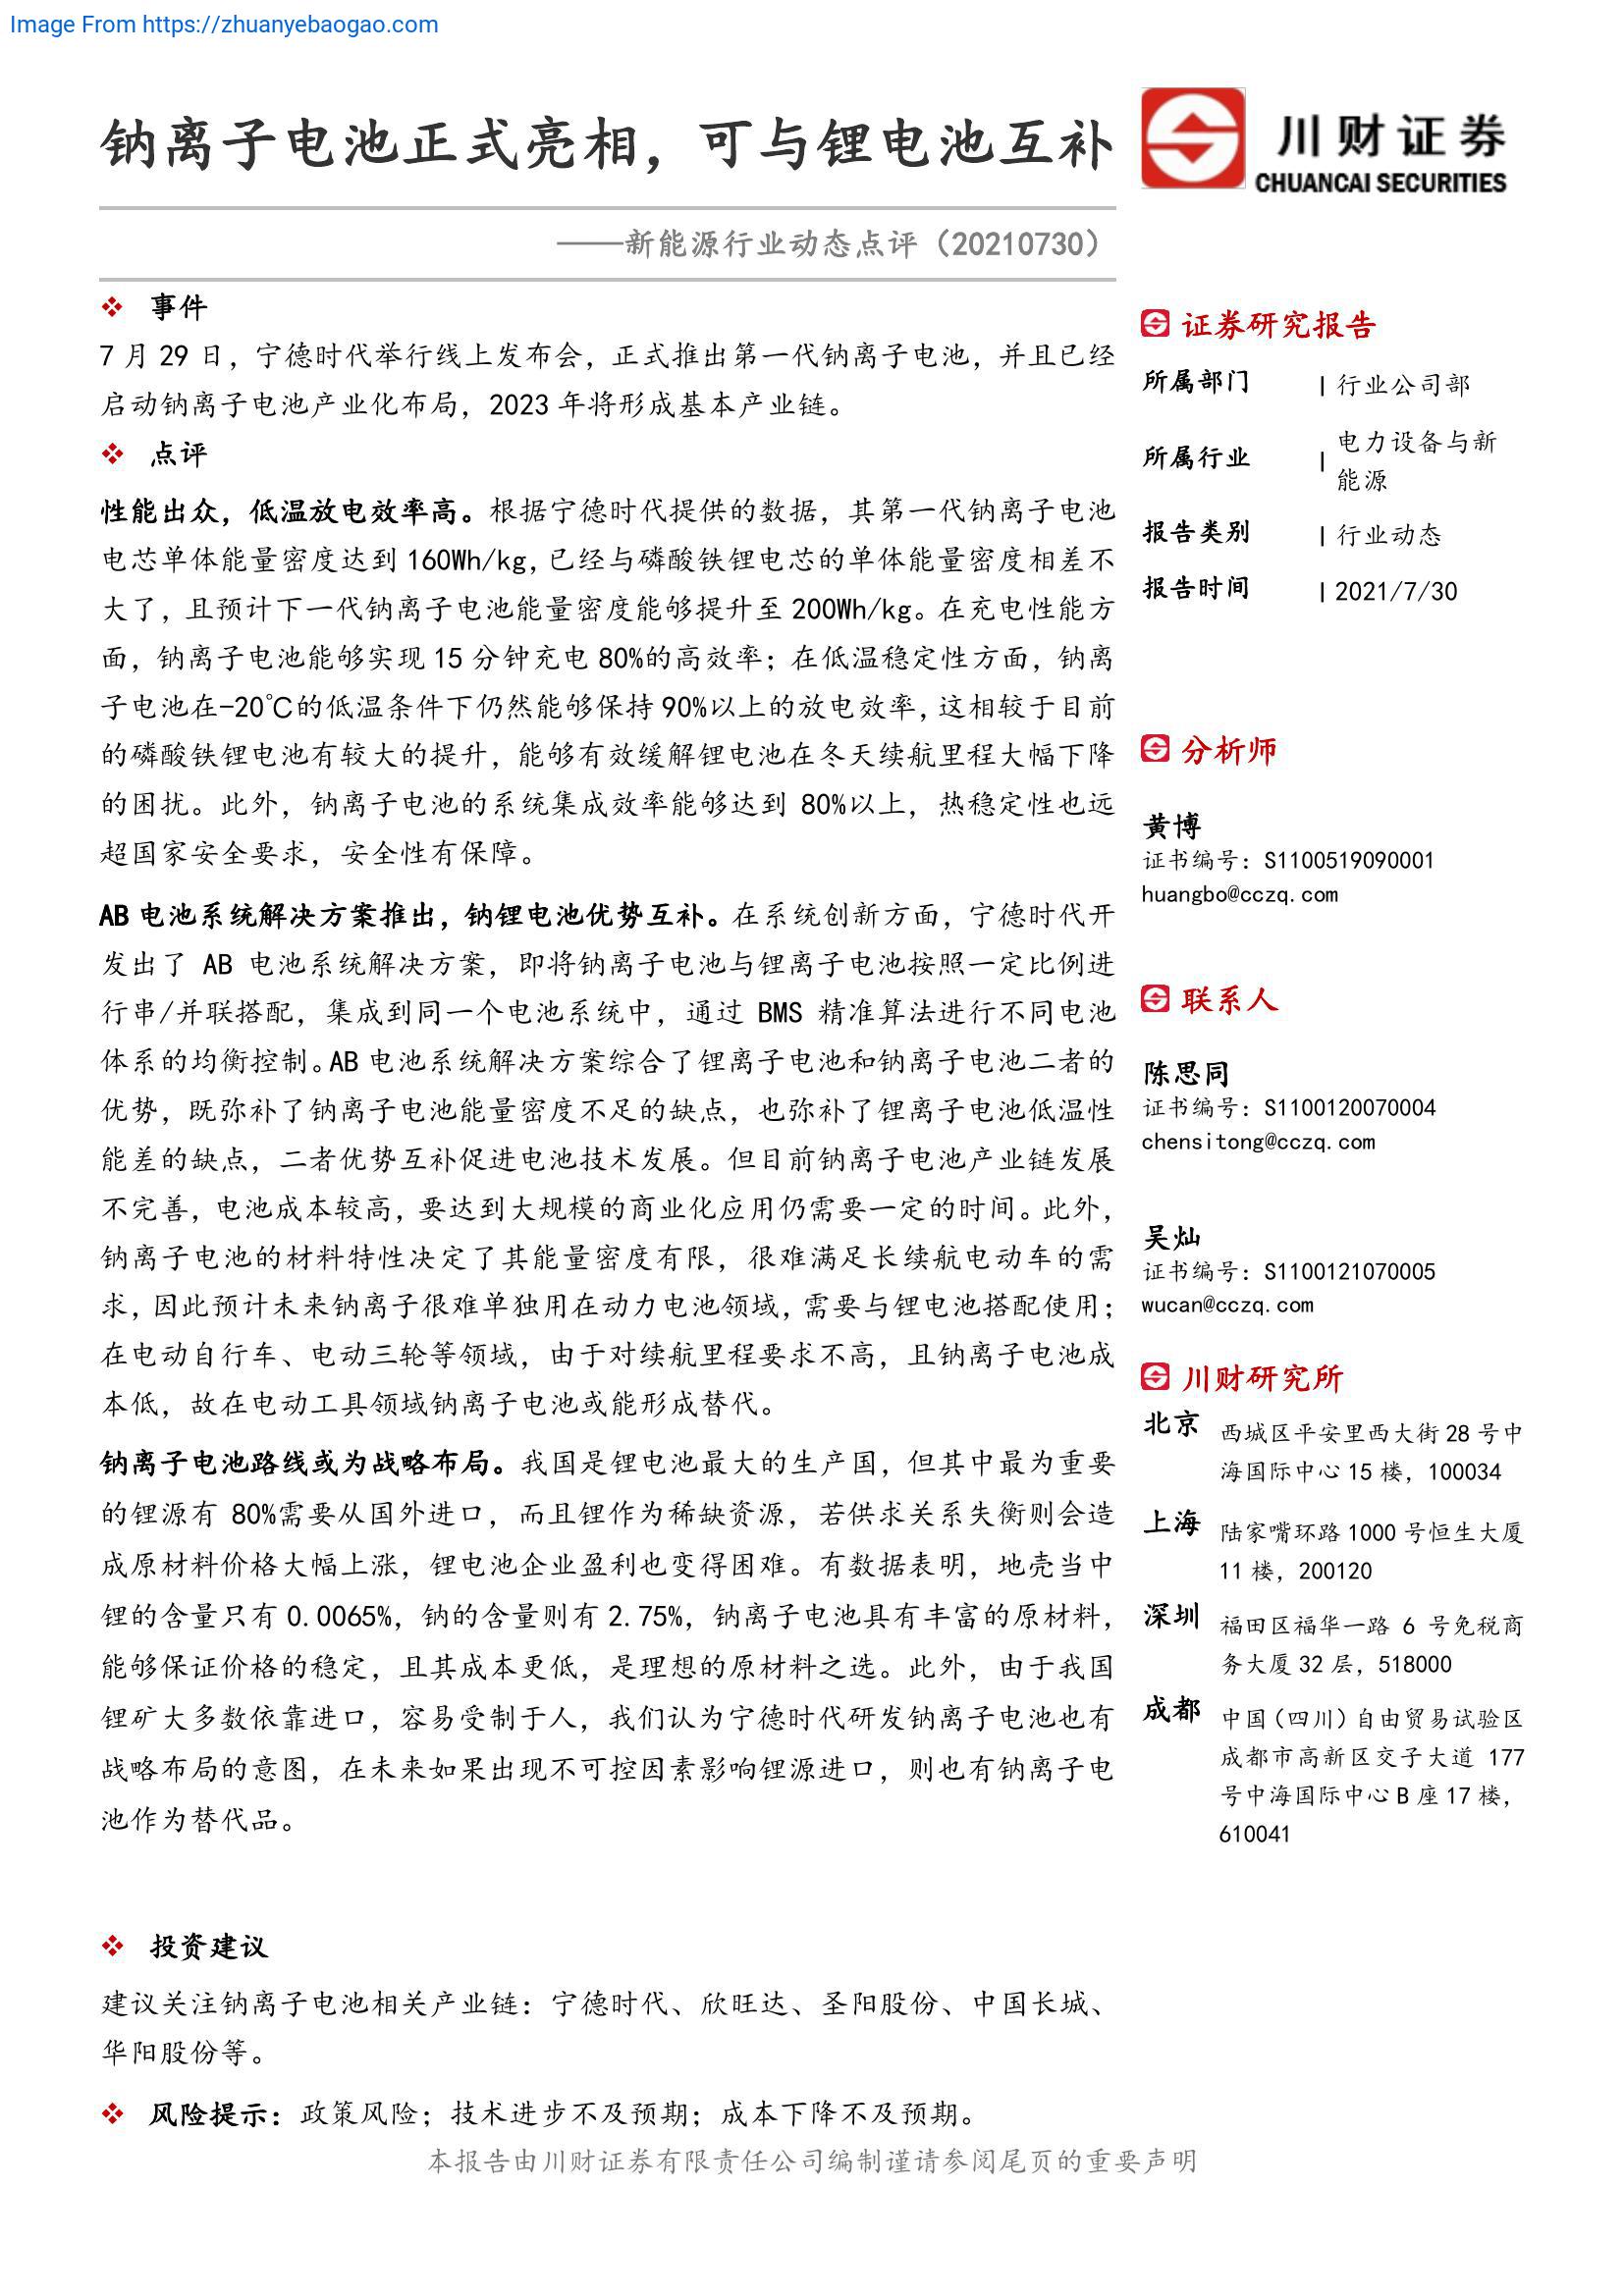 Image From https://zhuanyebaogao.com
钠离子电池正式亮相，可与锂电池互补
川财证券
CHUANCAI SECURITIES
——新能源行业动态点评（20210730）
❖ 事件
7 月 29 日，宁德时代举行线上发布会，正式推出第一代钠离子电池，并且已经
启动钠离子电池产业化布局，2023 年将形成基本产业链。
❖ 点评
性能出众，低温放电效率高。根据宁德时代提供的数据，其第一代钠离子电池
电芯单体能量密度达到 160Wh/kg，已经与磷酸铁锂电芯的单体能量密度相差不
大了，且预计下一代钠离子电池能量密度能够提升至 200Wh/kg。在充电性能方
面，钠离子电池能够实现 15 分钟充电 80%的高效率；在低温稳定性方面，钠离
子电池在-20℃的低温条件下仍然能够保持 90%以上的放电效率，这相较于目前
的磷酸铁锂电池有较大的提升，能够有效缓解锂电池在冬天续航里程大幅下降
的困扰。此外，钠离子电池的系统集成效率能够达到 80%以上，热稳定性也远
超国家安全要求，安全性有保障。
AB 电池系统解决方案推出，钠锂电池优势互补。在系统创新方面，宁德时代开
发出了 AB 电池系统解决方案，即将钠离子电池与锂离子电池按照一定比例进
行串/并联搭配，集成到同一个电池系统中，通过 BMS 精准算法进行不同电池
体系的均衡控制。AB 电池系统解决方案综合了锂离子电池和钠离子电池二者的
优势，既弥补了钠离子电池能量密度不足的缺点，也弥补了锂离子电池低温性
能差的缺点，二者优势互补促进电池技术发展。但目前钠离子电池产业链发展
不完善，电池成本较高，要达到大规模的商业化应用仍需要一定的时间。此外，
钠离子电池的材料特性决定了其能量密度有限，很难满足长续航电动车的需
求，因此预计未来钠离子很难单独用在动力电池领域，需要与锂电池搭配使用；
在电动自行车、电动三轮等领域，由于对续航里程要求不高，且钠离子电池成
本低，故在电动工具领域钠离子电池或能形成替代。
钠离子电池路线或为战略布局。我国是锂电池最大的生产国，但其中最为重要
的锂源有 80%需要从国外进口，而且锂作为稀缺资源，若供求关系失衡则会造
成原材料价格大幅上涨，锂电池企业盈利也变得困难。有数据表明，地壳当中
锂的含量只有 0.0065%，钠的含量则有 2.75%，钠离子电池具有丰富的原材料，
能够保证价格的稳定，且其成本更低，是理想的原材料之选。此外，由于我国
锂矿大多数依靠进口，容易受制于人，我们认为宁德时代研发钠离子电池也有
战略布局的意图，在未来如果出现不可控因素影响锂源进口，则也有钠离子电
池作为替代品。
❖ 投资建议
建议关注钠离子电池相关产业链：宁德时代、欣旺达、圣阳股份、中国长城、
华阳股份等。
❖ 风险提示：政策风险；技术进步不及预期；成本下降不及预期。
证券研究报告
所属部门 | 行业公司部
所属行业 | 电力设备与新
能源
报告类别 | 行业动态
报告时间 | 2021/7/30
分析师
黄博
证书编号：S1100519090001
huangbo@cczq.com
联系人
陈思同
证书编号：S1100120070004
chensitong@cczq.com
吴灿
证书编号：S1100121070005
wucan@cczq.com
川财研究所
北京 西城区平安里西大街 28 号中
海国际中心 15 楼，100034
上海 陆家嘴环路 1000 号恒生大厦
11 楼，200120
深圳 福田区福华一路 6 号免税商
务大厦 32 层，518000
成都 中国（四川）自由贸易试验区
成都市高新区交子大道 177
号中海国际中心 B 座 17 楼，
610041
本报告由川财证券有限责任公司编制谨请参阅尾页的重要声明